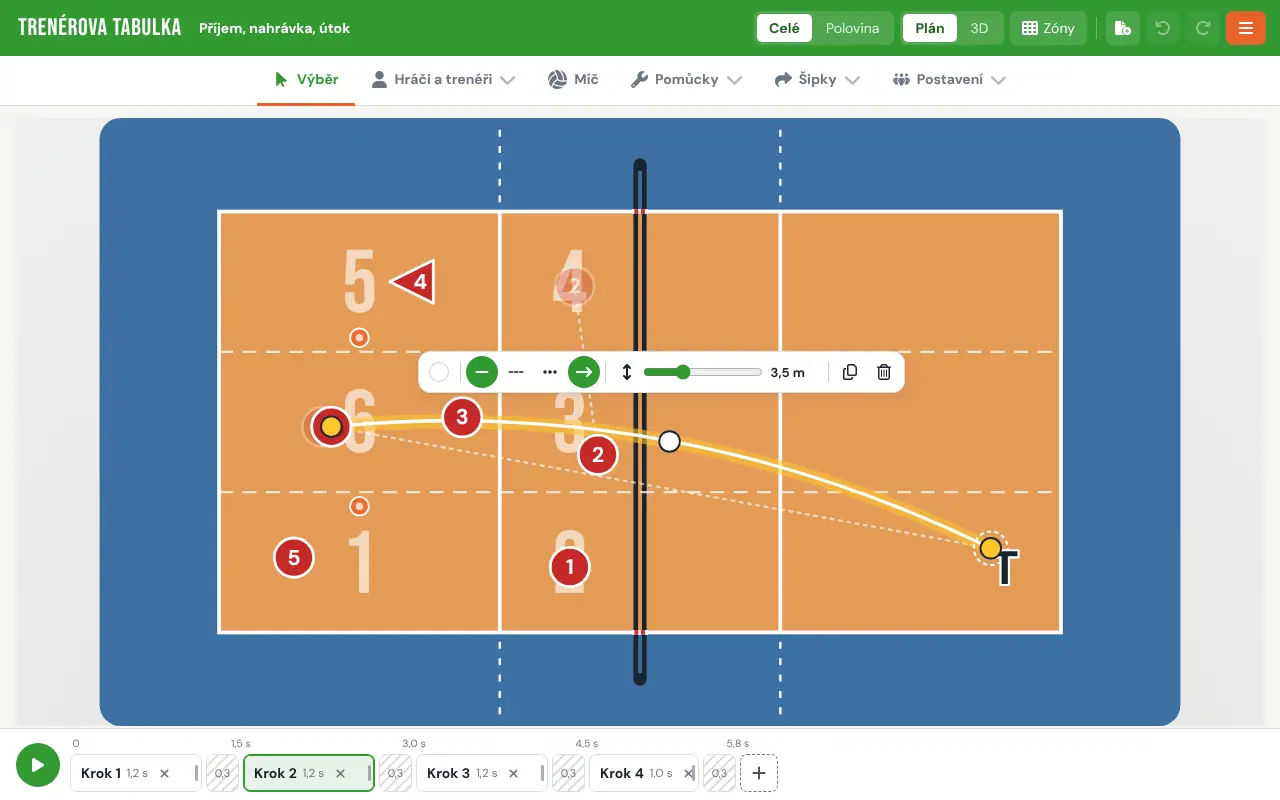 TRENÉROVA TABULKA
Příjem, nahrávka, útok
Celé
Polovina
Plán
3D
Zóny
Výběr
Hráči a trenéři
Míč
Pomůcky
Šipky
Postavení
5
4
4
2
3,5 m
6
3
3
2
T
5
1
2
1
0
1,5 s
3,0 s
4,5 s
5,8 s
Krok 1 1,2 s
0,3
Krok 2 1,2 s
0,3
Krok 3 1,2 s
0,3
Krok 4 1,0 s
0,3